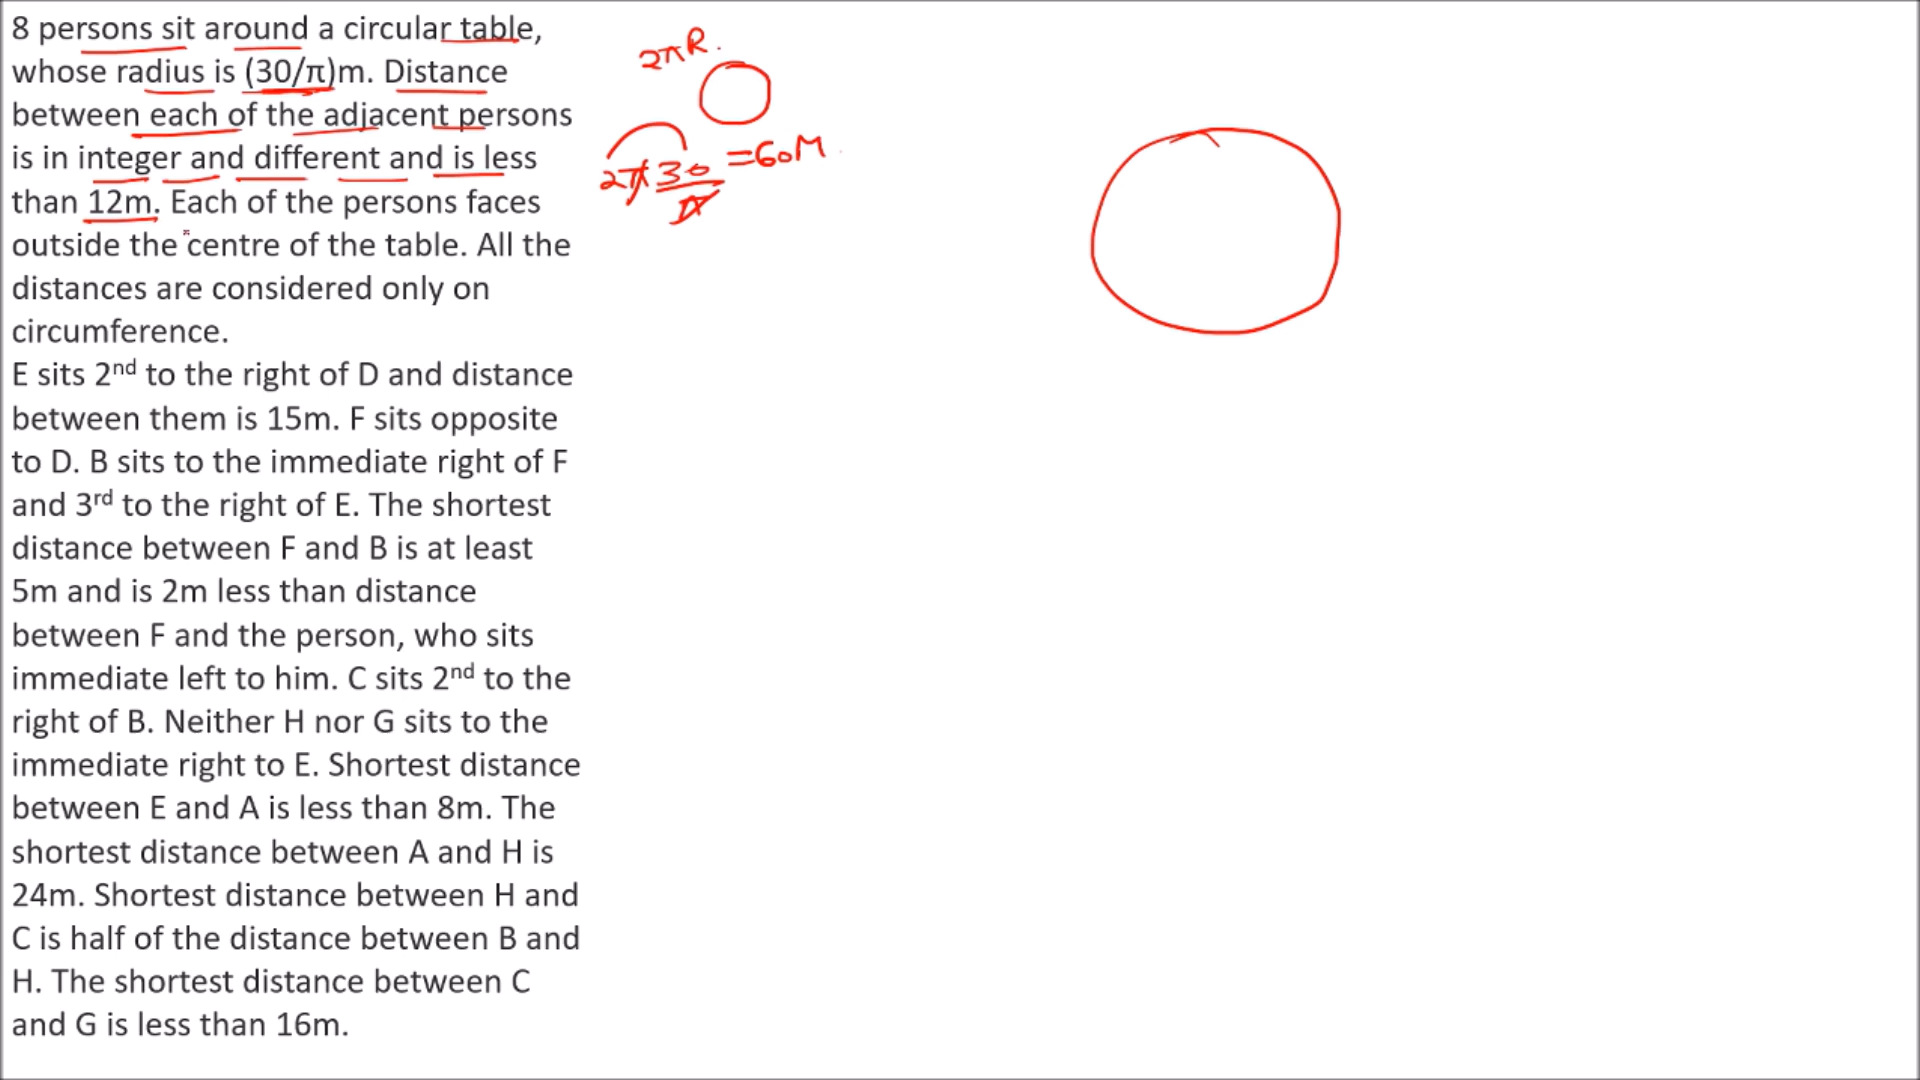 8 persons sit around a circular table,
whose radius is (30/π)m. Distance
between each of the adjacent persons
is in integer and different and is less
than 12m. Each of the persons faces
outside the centre of the table. All the
distances are considered only on
circumference.
E sits 2nd to the right of D and distance
between them is 15m. F sits opposite
to D. B sits to the immediate right of F
and 3rd to the right of E. The shortest
distance between F and B is at least
5m and is 2m less than distance
between F and the person, who sits
immediate left to him. C sits 2nd to the
right of B. Neither H nor G sits to the
immediate right to E. Shortest distance
between E and A is less than 8m. The
shortest distance between A and H is
24m. Shortest distance between H and
C is half of the distance between B and
H. The shortest distance between C
and G is less than 16m.
2πR.
2π 30 = 60M
π